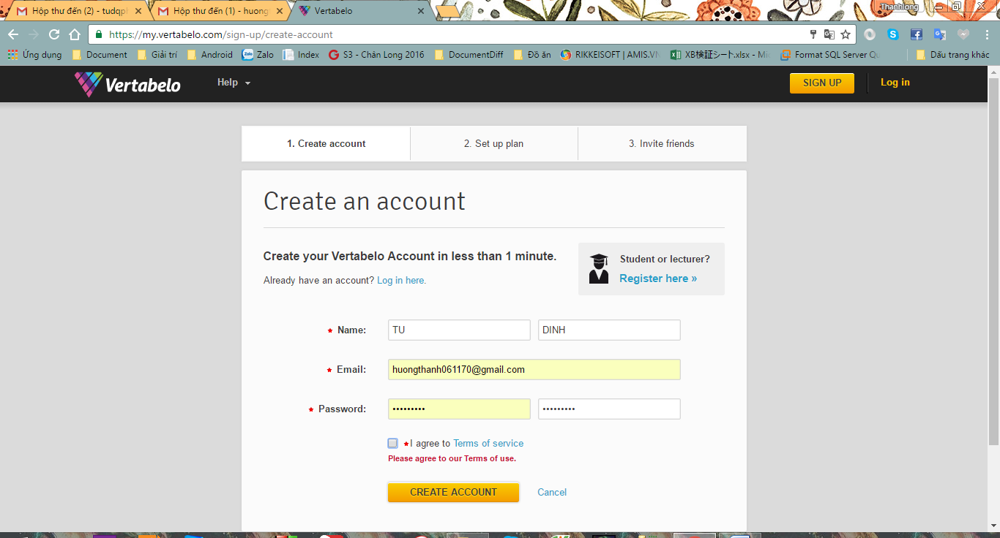 Hộp thư đến (2) - tudqp
Hộp thư đến (1) - huong
Vertabelo
Thanhlong
https://my.vertabelo.com/sign-up/create-account
Ứng dụng Document Giải trí Android Zalo Index S3 - Chân Long 2016 DocumentDiff Đồ ăn RIKKEISOFT | AMIS.VN XB検証シート.xlsx - Mi Format SQL Server Qu Dấu trang khác
Vertabelo
Help
SIGN UP
Log in
1. Create account
2. Set up plan
3. Invite friends
Create an account
Create your Vertabelo Account in less than 1 minute.
Already have an account? Log in here.
Student or lecturer?
Register here »
* Name: TU DINH
* Email: huongthanh061170@gmail.com
* Password: ••••••••• •••••••••
* I agree to Terms of service
Please agree to our Terms of use.
CREATE ACCOUNT Cancel